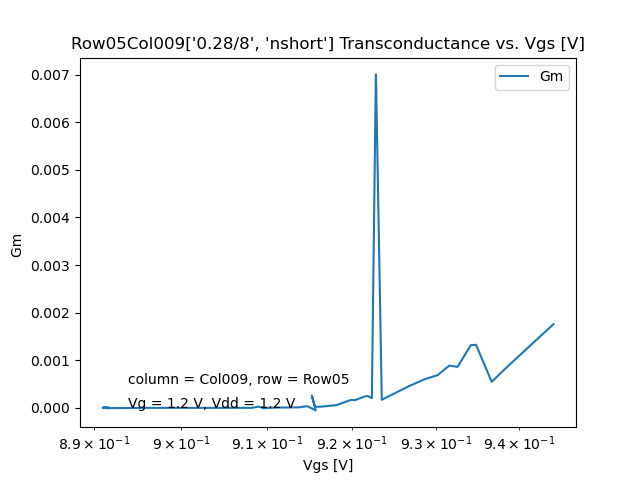 Row05Col009['0.28/8', 'nshort'] Transconductance vs. Vgs [V]
Gm
0.007
0.006
0.005
0.004
0.003
0.002
0.001
0.000
Gm
column = Col009, row = Row05
Vg = 1.2 V, Vdd = 1.2 V
8.9 × 10⁻¹ 9 × 10⁻¹ 9.1 × 10⁻¹ 9.2 × 10⁻¹ 9.3 × 10⁻¹ 9.4 × 10⁻¹
Vgs [V]